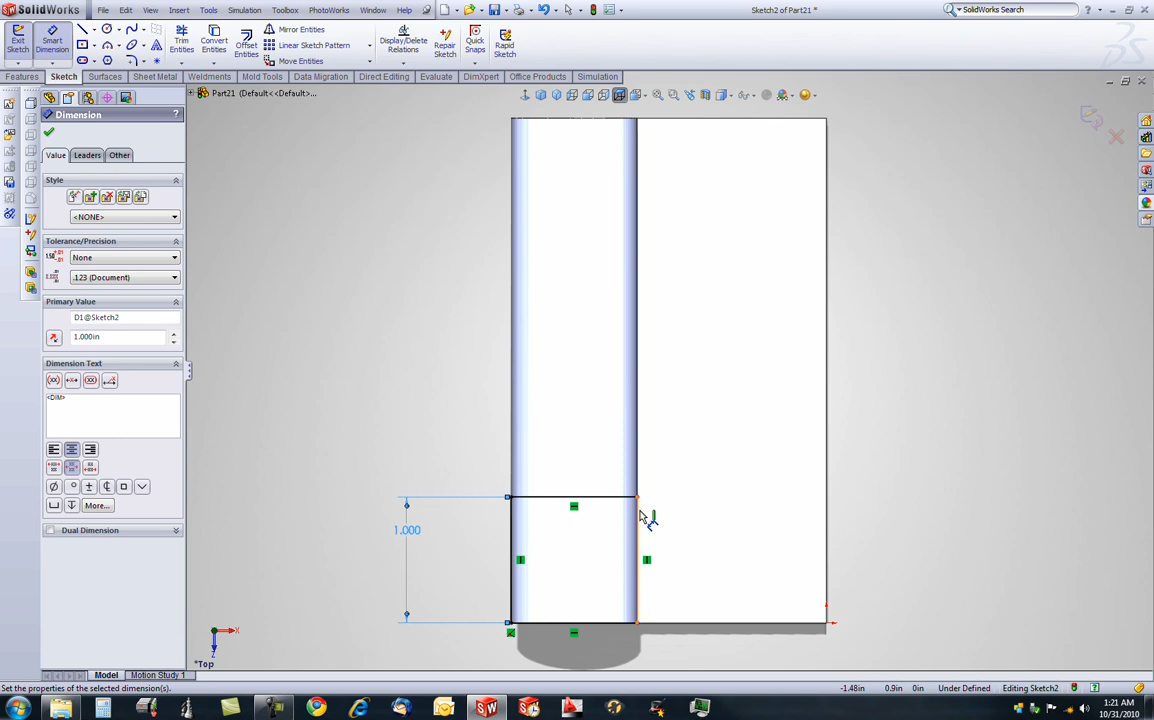 SolidWorks File Edit View Insert Tools Simulation Toolbox PhotoWorks Window Help Sketch2 of Part21 * SolidWorks Search
Exit Sketch
Smart Dimension
Trim Entities
Convert Entities
Offset Entities
Mirror Entities
Linear Sketch Pattern
Move Entities
Display/Delete Relations
Repair Sketch
Quick Snaps
Rapid Sketch
Features Sketch Surfaces Sheet Metal Weldments Mold Tools Data Migration Direct Editing Evaluate DimXpert Office Products Simulation
Part21 (Default<<Default>...
Dimension ?
Value Leaders Other
Style
<NONE>
Tolerance/Precision
None
.123 (Document)
Primary Value
D1@Sketch2
1.000in
Dimension Text
<DIM>
More...
Dual Dimension
1.000
X
Z
*Top
Model Motion Study 1
Set the properties of the selected dimension(s). -1.48in 0.9in 0in Under Defined Editing Sketch2
1:21 AM
10/31/2010